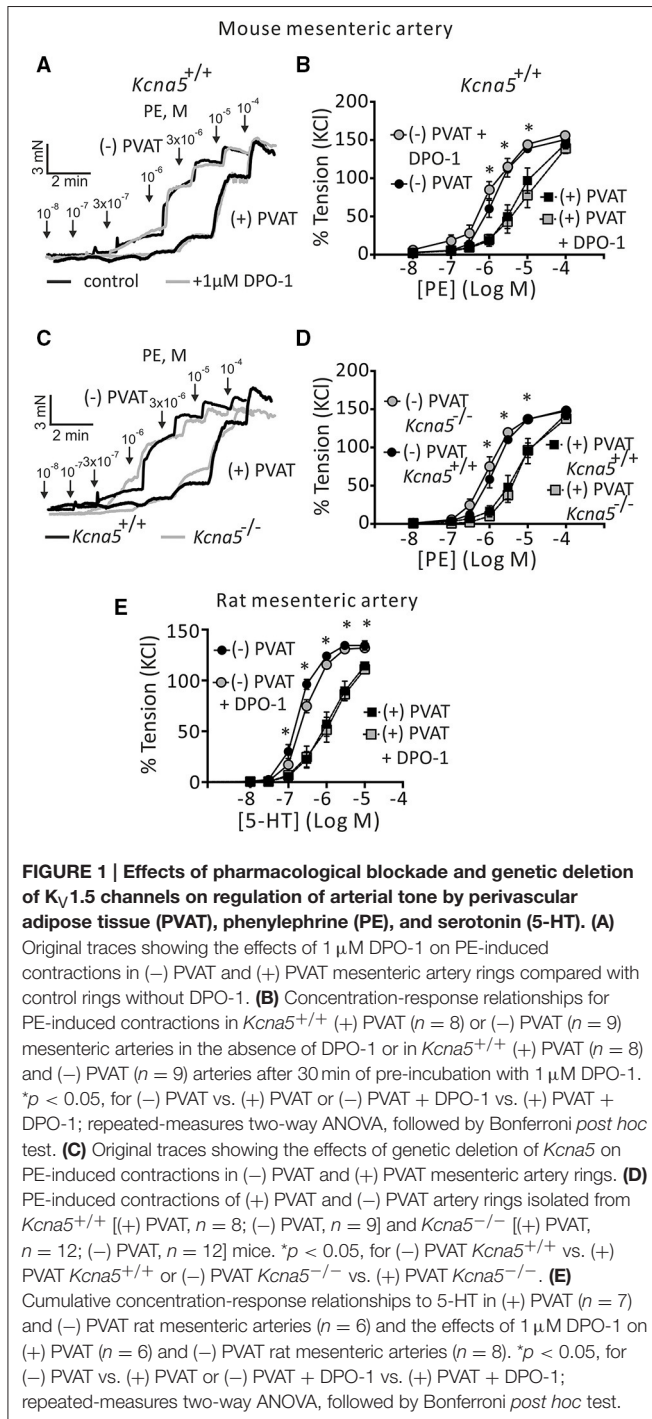 Mouse mesenteric artery
A
Kcna5+/+
PE, M
10-8
10-7
3x10-7
10-6
3x10-6
10-5
10-4
(-) PVAT
(+) PVAT
3 mN
2 min
control
+1µM DPO-1
B
Kcna5+/+
% Tension (KCl)
200
150
100
50
0
(-) PVAT +
DPO-1
(-) PVAT
(+) PVAT
(+) PVAT
+ DPO-1
* * *
-8 -7 -6 -5 -4
[PE] (Log M)
C
PE, M
10-8
10-7
3x10-7
10-6
3x10-6
10-5
10-4
(-) PVAT
(+) PVAT
3 mN
2 min
Kcna5+/+
Kcna5-/-
D
% Tension (KCl)
200
150
100
50
0
(-) PVAT
Kcna5-/-
(-) PVAT
Kcna5+/+
(+) PVAT
Kcna5+/+
(+) PVAT
Kcna5-/-
* * *
-8 -7 -6 -5 -4
[PE] (Log M)
Rat mesenteric artery
E
% Tension (KCl)
150
100
50
0
(-) PVAT
(-) PVAT
+ DPO-1
(+) PVAT
(+) PVAT
+ DPO-1
* * * * *
-8 -7 -6 -5 -4
[5-HT] (Log M)
FIGURE 1 | Effects of pharmacological blockade and genetic deletion
of KV1.5 channels on regulation of arterial tone by perivascular
adipose tissue (PVAT), phenylephrine (PE), and serotonin (5-HT). (A)
Original traces showing the effects of 1 µM DPO-1 on PE-induced
contractions in (−) PVAT and (+) PVAT mesenteric artery rings compared with
control rings without DPO-1. (B) Concentration-response relationships for
PE-induced contractions in Kcna5+/+ (+) PVAT (n = 8) or (−) PVAT (n = 9)
mesenteric arteries in the absence of DPO-1 or in Kcna5+/+ (+) PVAT (n = 8)
and (−) PVAT (n = 9) arteries after 30 min of pre-incubation with 1 µM DPO-1.
*p < 0.05, for (−) PVAT vs. (+) PVAT or (−) PVAT + DPO-1 vs. (+) PVAT +
DPO-1; repeated-measures two-way ANOVA, followed by Bonferroni post hoc
test. (C) Original traces showing the effects of genetic deletion of Kcna5 on
PE-induced contractions in (−) PVAT and (+) PVAT mesenteric artery rings. (D)
PE-induced contractions of (+) PVAT and (−) PVAT artery rings isolated from
Kcna5+/+ [(+) PVAT, n = 8; (−) PVAT, n = 9] and Kcna5−/− [(+) PVAT,
n = 12; (−) PVAT, n = 12] mice. *p < 0.05, for (−) PVAT Kcna5+/+ vs. (+)
PVAT Kcna5+/+ or (−) PVAT Kcna5−/− vs. (+) PVAT Kcna5−/−. (E)
Cumulative concentration-response relationships to 5-HT in (+) PVAT (n = 7)
and (−) PVAT rat mesenteric arteries (n = 6) and the effects of 1 µM DPO-1 on
(+) PVAT (n = 6) and (−) PVAT rat mesenteric arteries (n = 8). *p < 0.05, for
(−) PVAT vs. (+) PVAT or (−) PVAT + DPO-1 vs. (+) PVAT + DPO-1;
repeated-measures two-way ANOVA, followed by Bonferroni post hoc test.